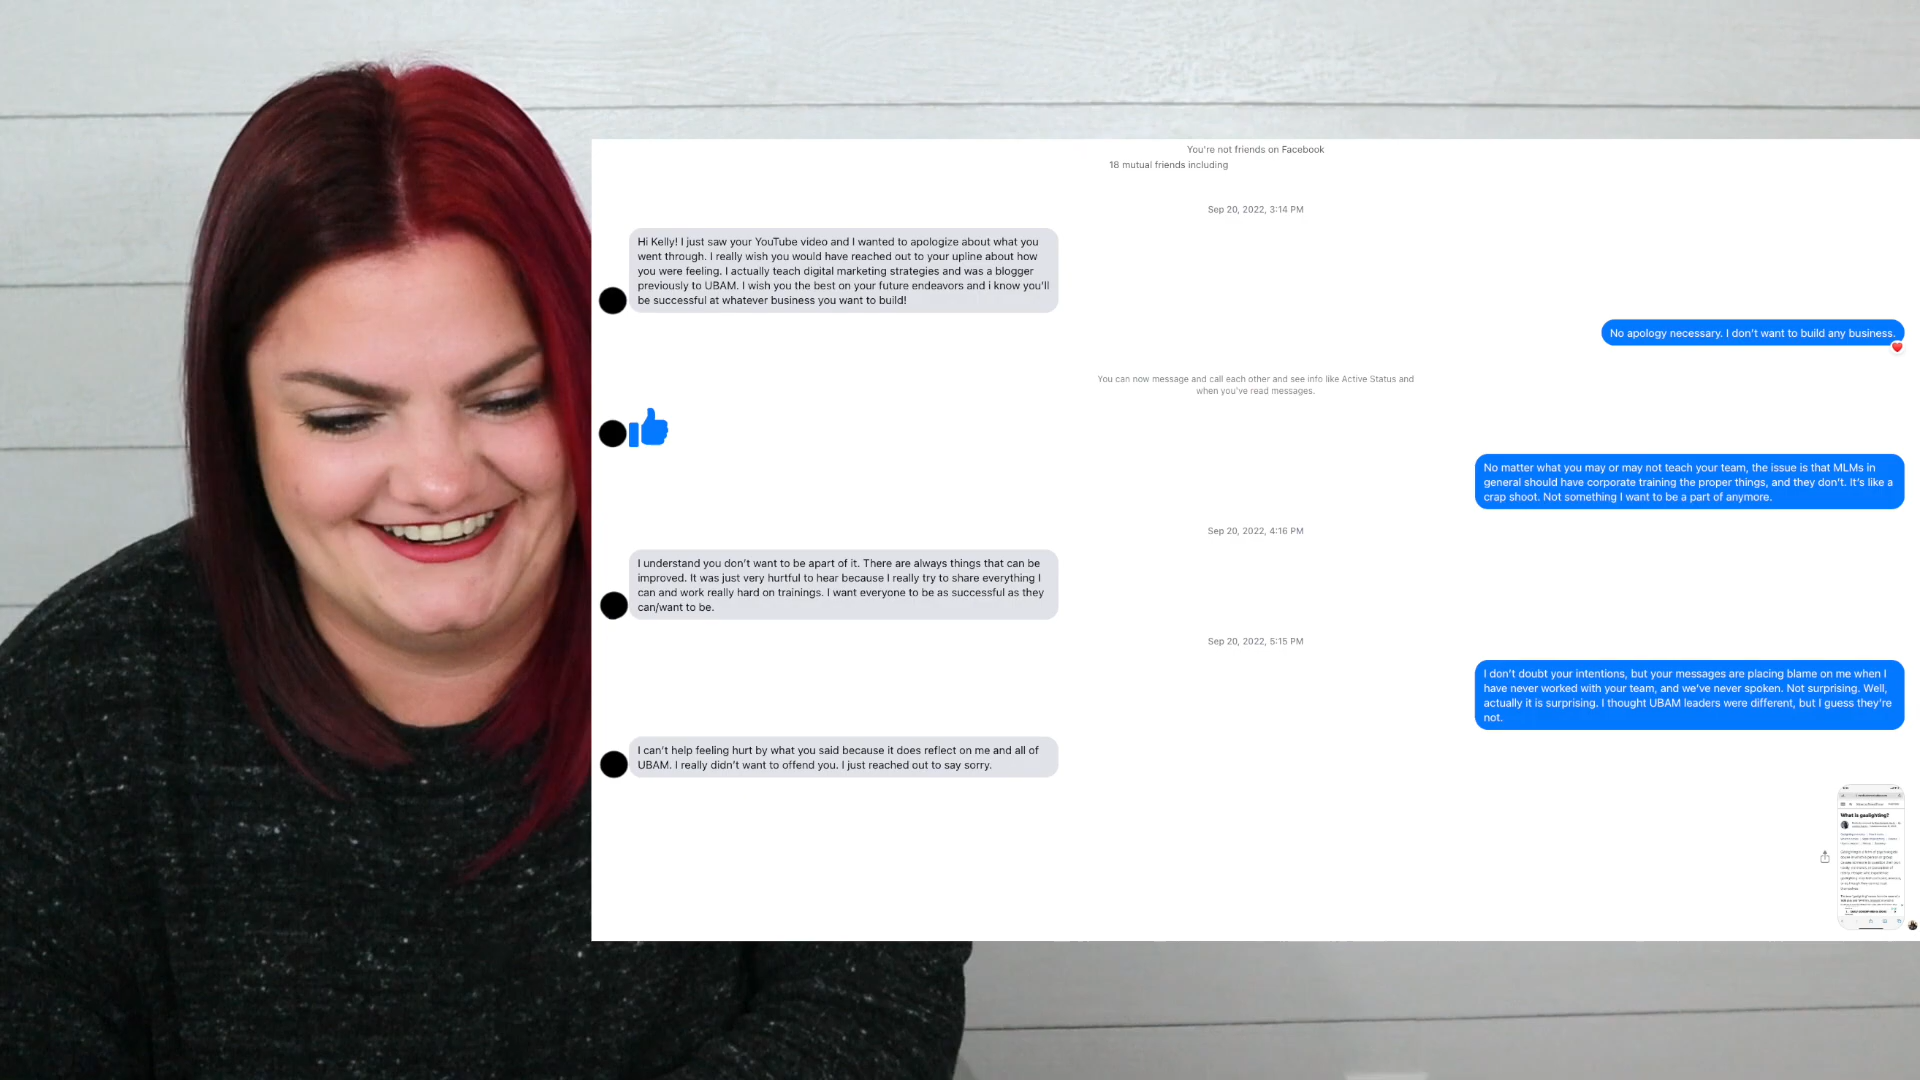 You're not friends on Facebook
18 mutual friends including
Sep 20, 2022, 3:14 PM
Hi Kelly! I just saw your YouTube video and I wanted to apologize about what you
went through. I really wish you would have reached out to your upline about how
you were feeling. I actually teach digital marketing strategies and was a blogger
previously to UBAM. I wish you the best on your future endeavors and i know you'll
be successful at whatever business you want to build!
No apology necessary. I don't want to build any business.
You can now message and call each other and see info like Active Status and
when you've read messages.
No matter what you may or may not teach your team, the issue is that MLMs in
general should have corporate training the proper things, and they don't. It's like a
crap shoot. Not something I want to be a part of anymore.
Sep 20, 2022, 4:16 PM
I understand you don't want to be apart of it. There are always things that can be
improved. It was just very hurtful to hear because I really try to share everything I
can and work really hard on trainings. I want everyone to be as successful as they
can/want to be.
Sep 20, 2022, 5:15 PM
I don't doubt your intentions, but your messages are placing blame on me when I
have never worked with your team, and we've never spoken. Not surprising. Well,
actually it is surprising. I thought UBAM leaders were different, but I guess they're
not.
I can't help feeling hurt by what you said because it does reflect on me and all of
UBAM. I really didn't want to offend you. I just reached out to say sorry.
What is gaslighting?